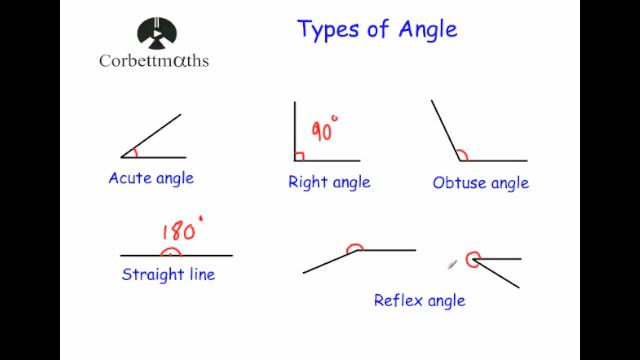 Types of Angle
Corbettmαths
90°
Acute angle
Right angle
Obtuse angle
180°
Straight line
Reflex angle